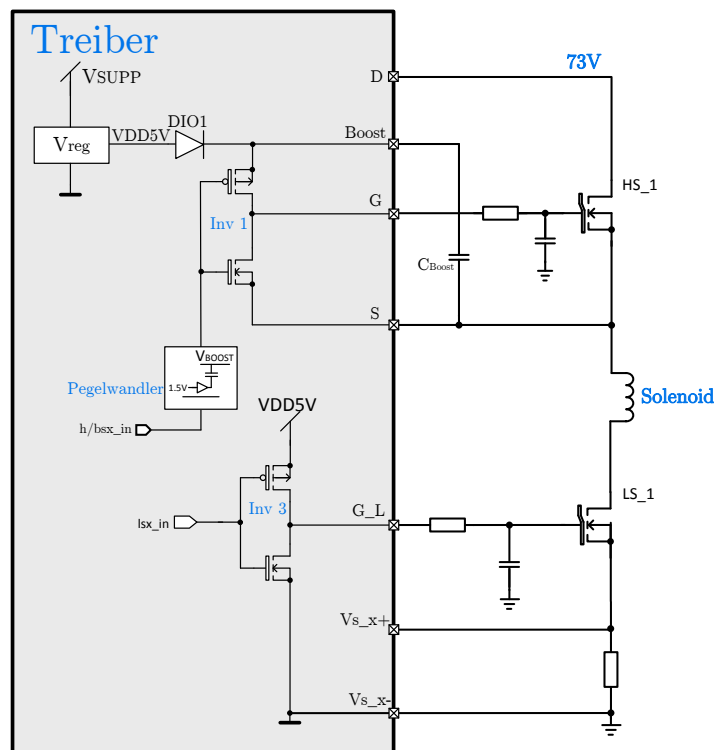 Treiber
VSUPP
D
73V
DIO1
Vreg
VDD5V
Boost
HS_1
G
Inv 1
CBoost
S
VBOOST
1.5V
Pegelwandler
h/bsx_in
Solenoid
VDD5V
LS_1
Inv 3
G_L
lsx_in
Vs_x+
Vs_x-